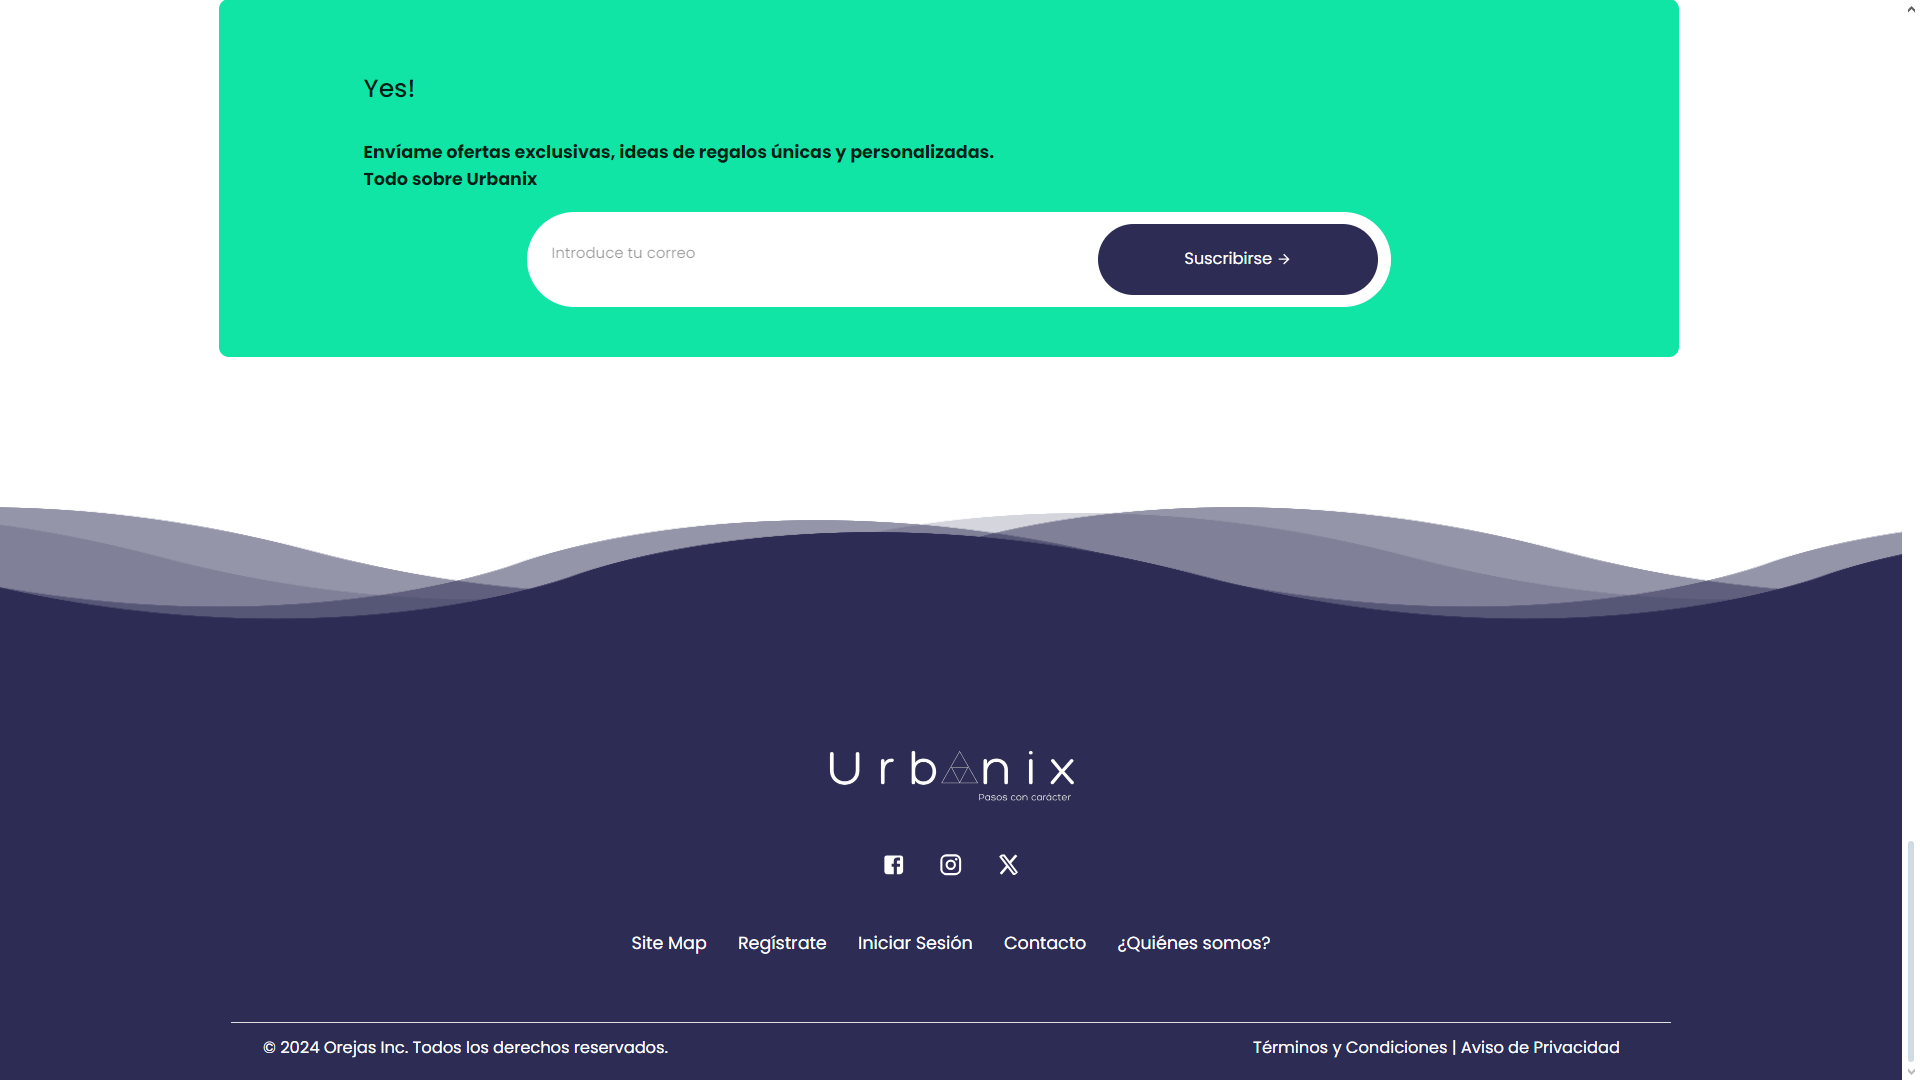 Yes!
Envíame ofertas exclusivas, ideas de regalos únicas y personalizadas.
Todo sobre Urbanix
Introduce tu correo
Suscribirse →
Urbanix
Pasos con carácter
Site Map Regístrate Iniciar Sesión Contacto ¿Quiénes somos?
© 2024 Orejas Inc. Todos los derechos reservados.
Términos y Condiciones | Aviso de Privacidad